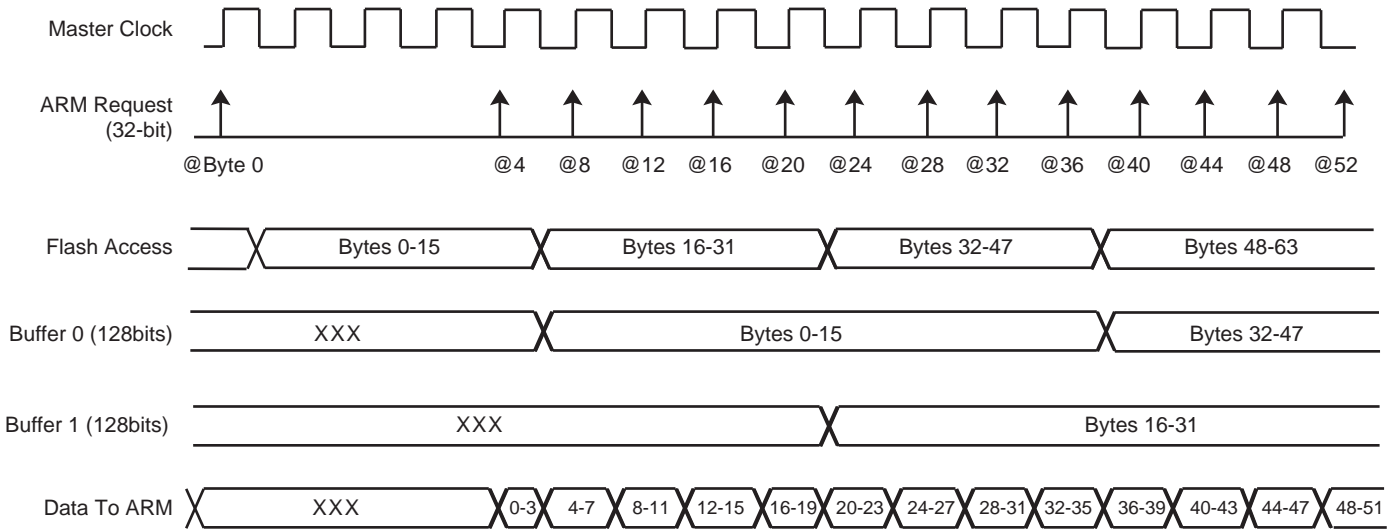 Master Clock
ARM Request
(32-bit)
@Byte 0 @4 @8 @12 @16 @20 @24 @28 @32 @36 @40 @44 @48 @52
Flash Access Bytes 0-15 Bytes 16-31 Bytes 32-47 Bytes 48-63
Buffer 0 (128bits) XXX Bytes 0-15 Bytes 32-47
Buffer 1 (128bits) XXX Bytes 16-31
Data To ARM XXX 0-3 4-7 8-11 12-15 16-19 20-23 24-27 28-31 32-35 36-39 40-43 44-47 48-51